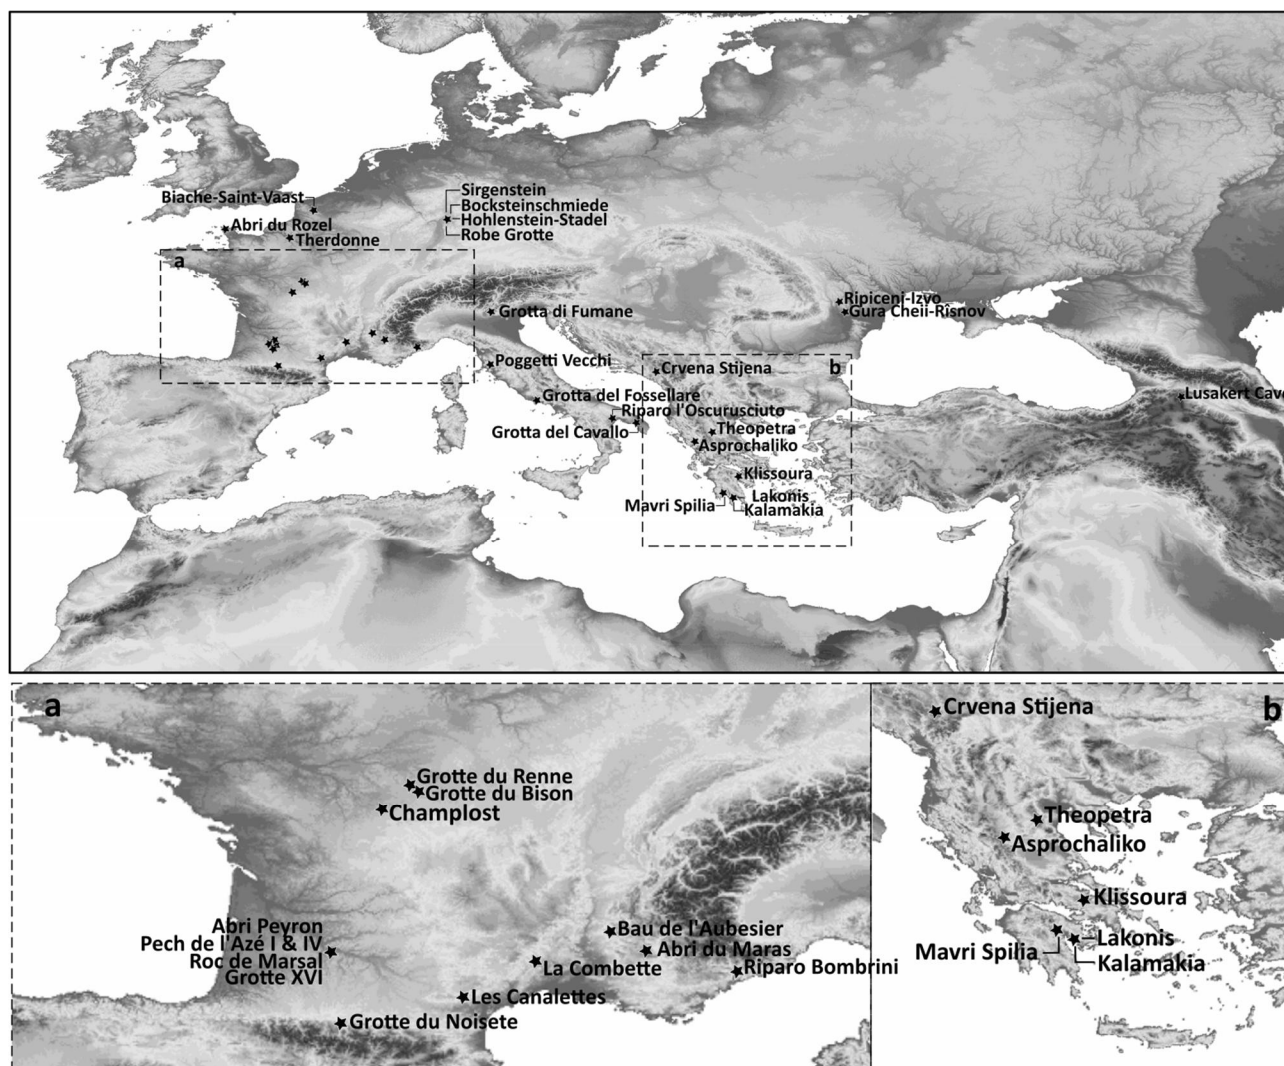 Sirgenstein
Bocksteinschmiede
Hohlenstein-Stadel
Robe Grotte
Biache-Saint-Vaast
Abri du Rozel
Therdonne
a
Grotta di Fumane
Ripiceni-Izvo
Gura Cheii-Rîsnov
Poggetti Vecchi
b
Crvena Stijena
Grotta del Fossellare
Riparo l'Oscurusciuto
Grotta del Cavallo
Lusakert Cave
Theopetra
Asprochaliko
Klissoura
Mavri Spilia
Lakonis
Kalamakia
a
Grotte du Renne
Grotte du Bison
Champlost
Abri Peyron
Pech de l'Azé I & IV
Roc de Marsal
Grotte XVI
Bau de l'Aubesier
Abri du Maras
La Combette
Riparo Bombrini
Les Canalettes
Grotte du Noisete
b
Crvena Stijena
Theopetra
Asprochaliko
Klissoura
Mavri Spilia
Lakonis
Kalamakia